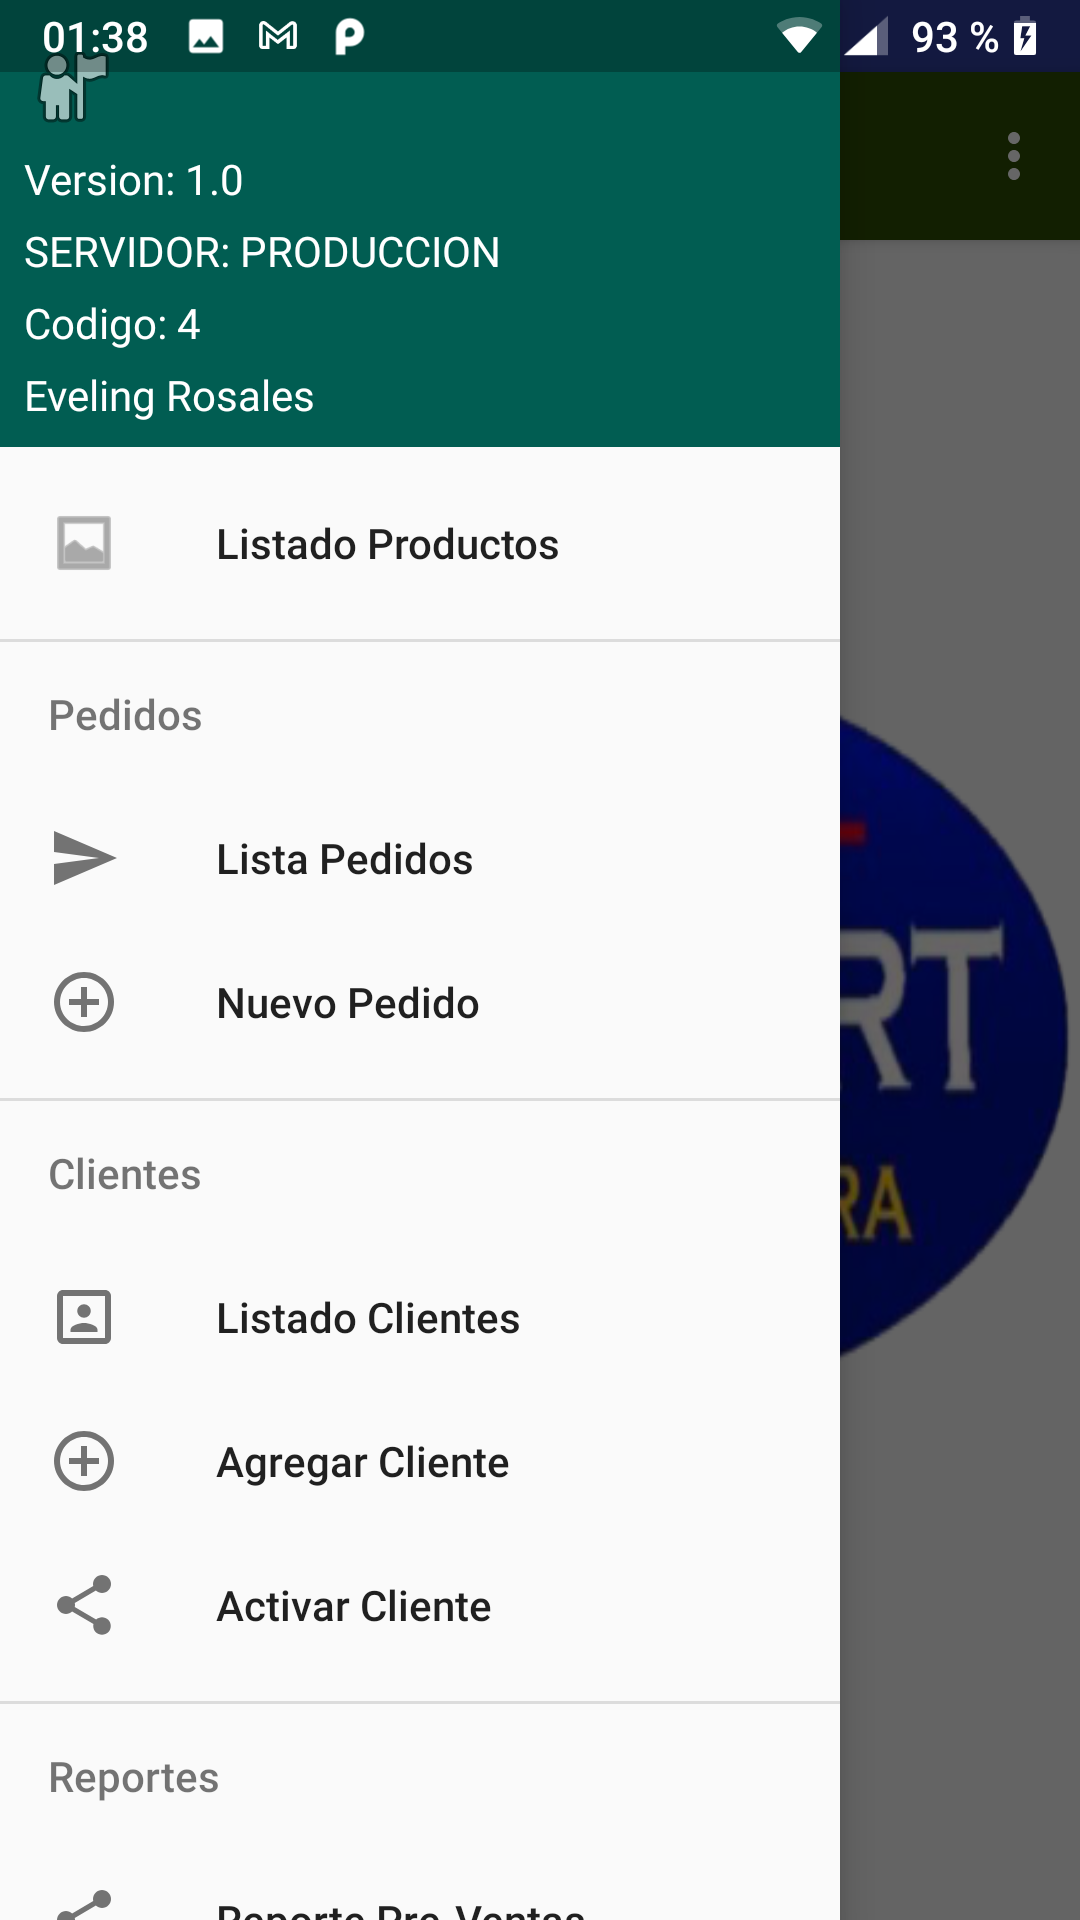 01:38
93 %
Version: 1.0
SERVIDOR: PRODUCCION
Codigo: 4
Eveling Rosales
Listado Productos
Pedidos
Lista Pedidos
Nuevo Pedido
RT
RA
Clientes
Listado Clientes
Agregar Cliente
Activar Cliente
Reportes
Reporte Pre-Ventas